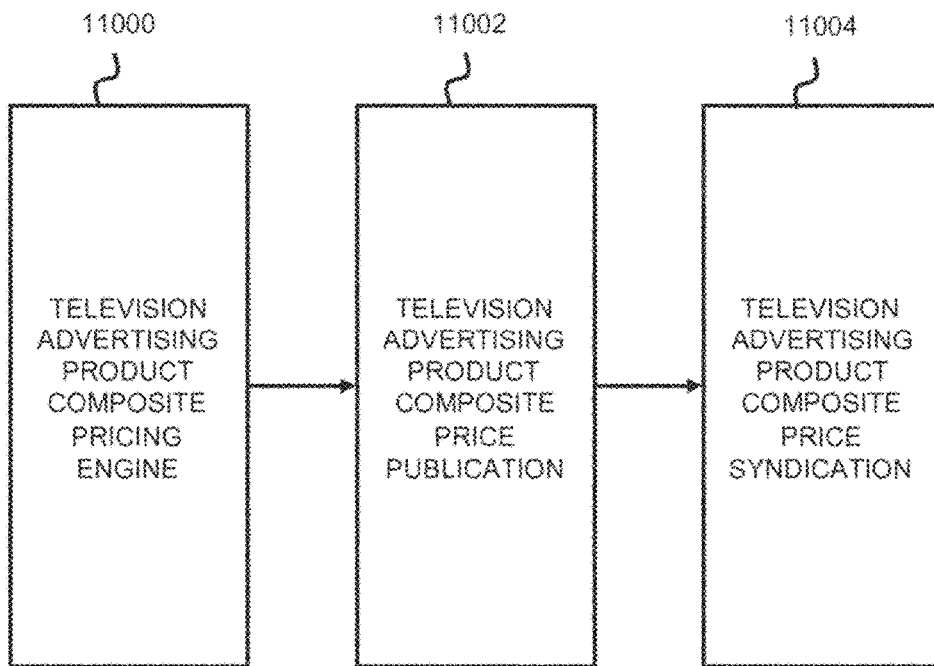 11000
11002
11004
TELEVISION
ADVERTISING
PRODUCT
COMPOSITE
PRICING
ENGINE
TELEVISION
ADVERTISING
PRODUCT
COMPOSITE
PRICE
PUBLICATION
TELEVISION
ADVERTISING
PRODUCT
COMPOSITE
PRICE
SYNDICATION